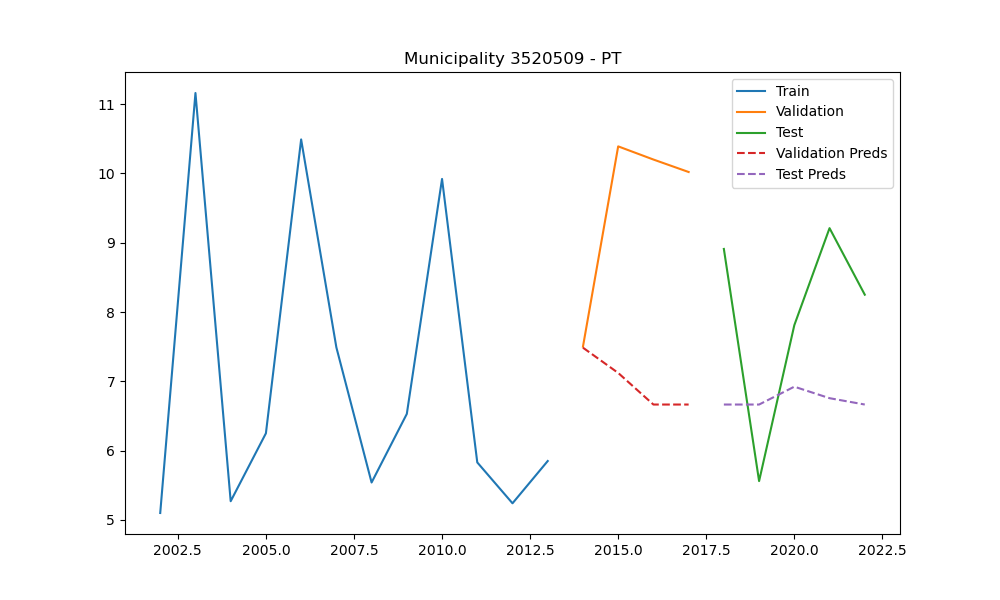 Municipality 3520509 - PT
Train
Validation
Test
Validation Preds
Test Preds
11
10
9
8
7
6
5
2002.5 2005.0 2007.5 2010.0 2012.5 2015.0 2017.5 2020.0 2022.5